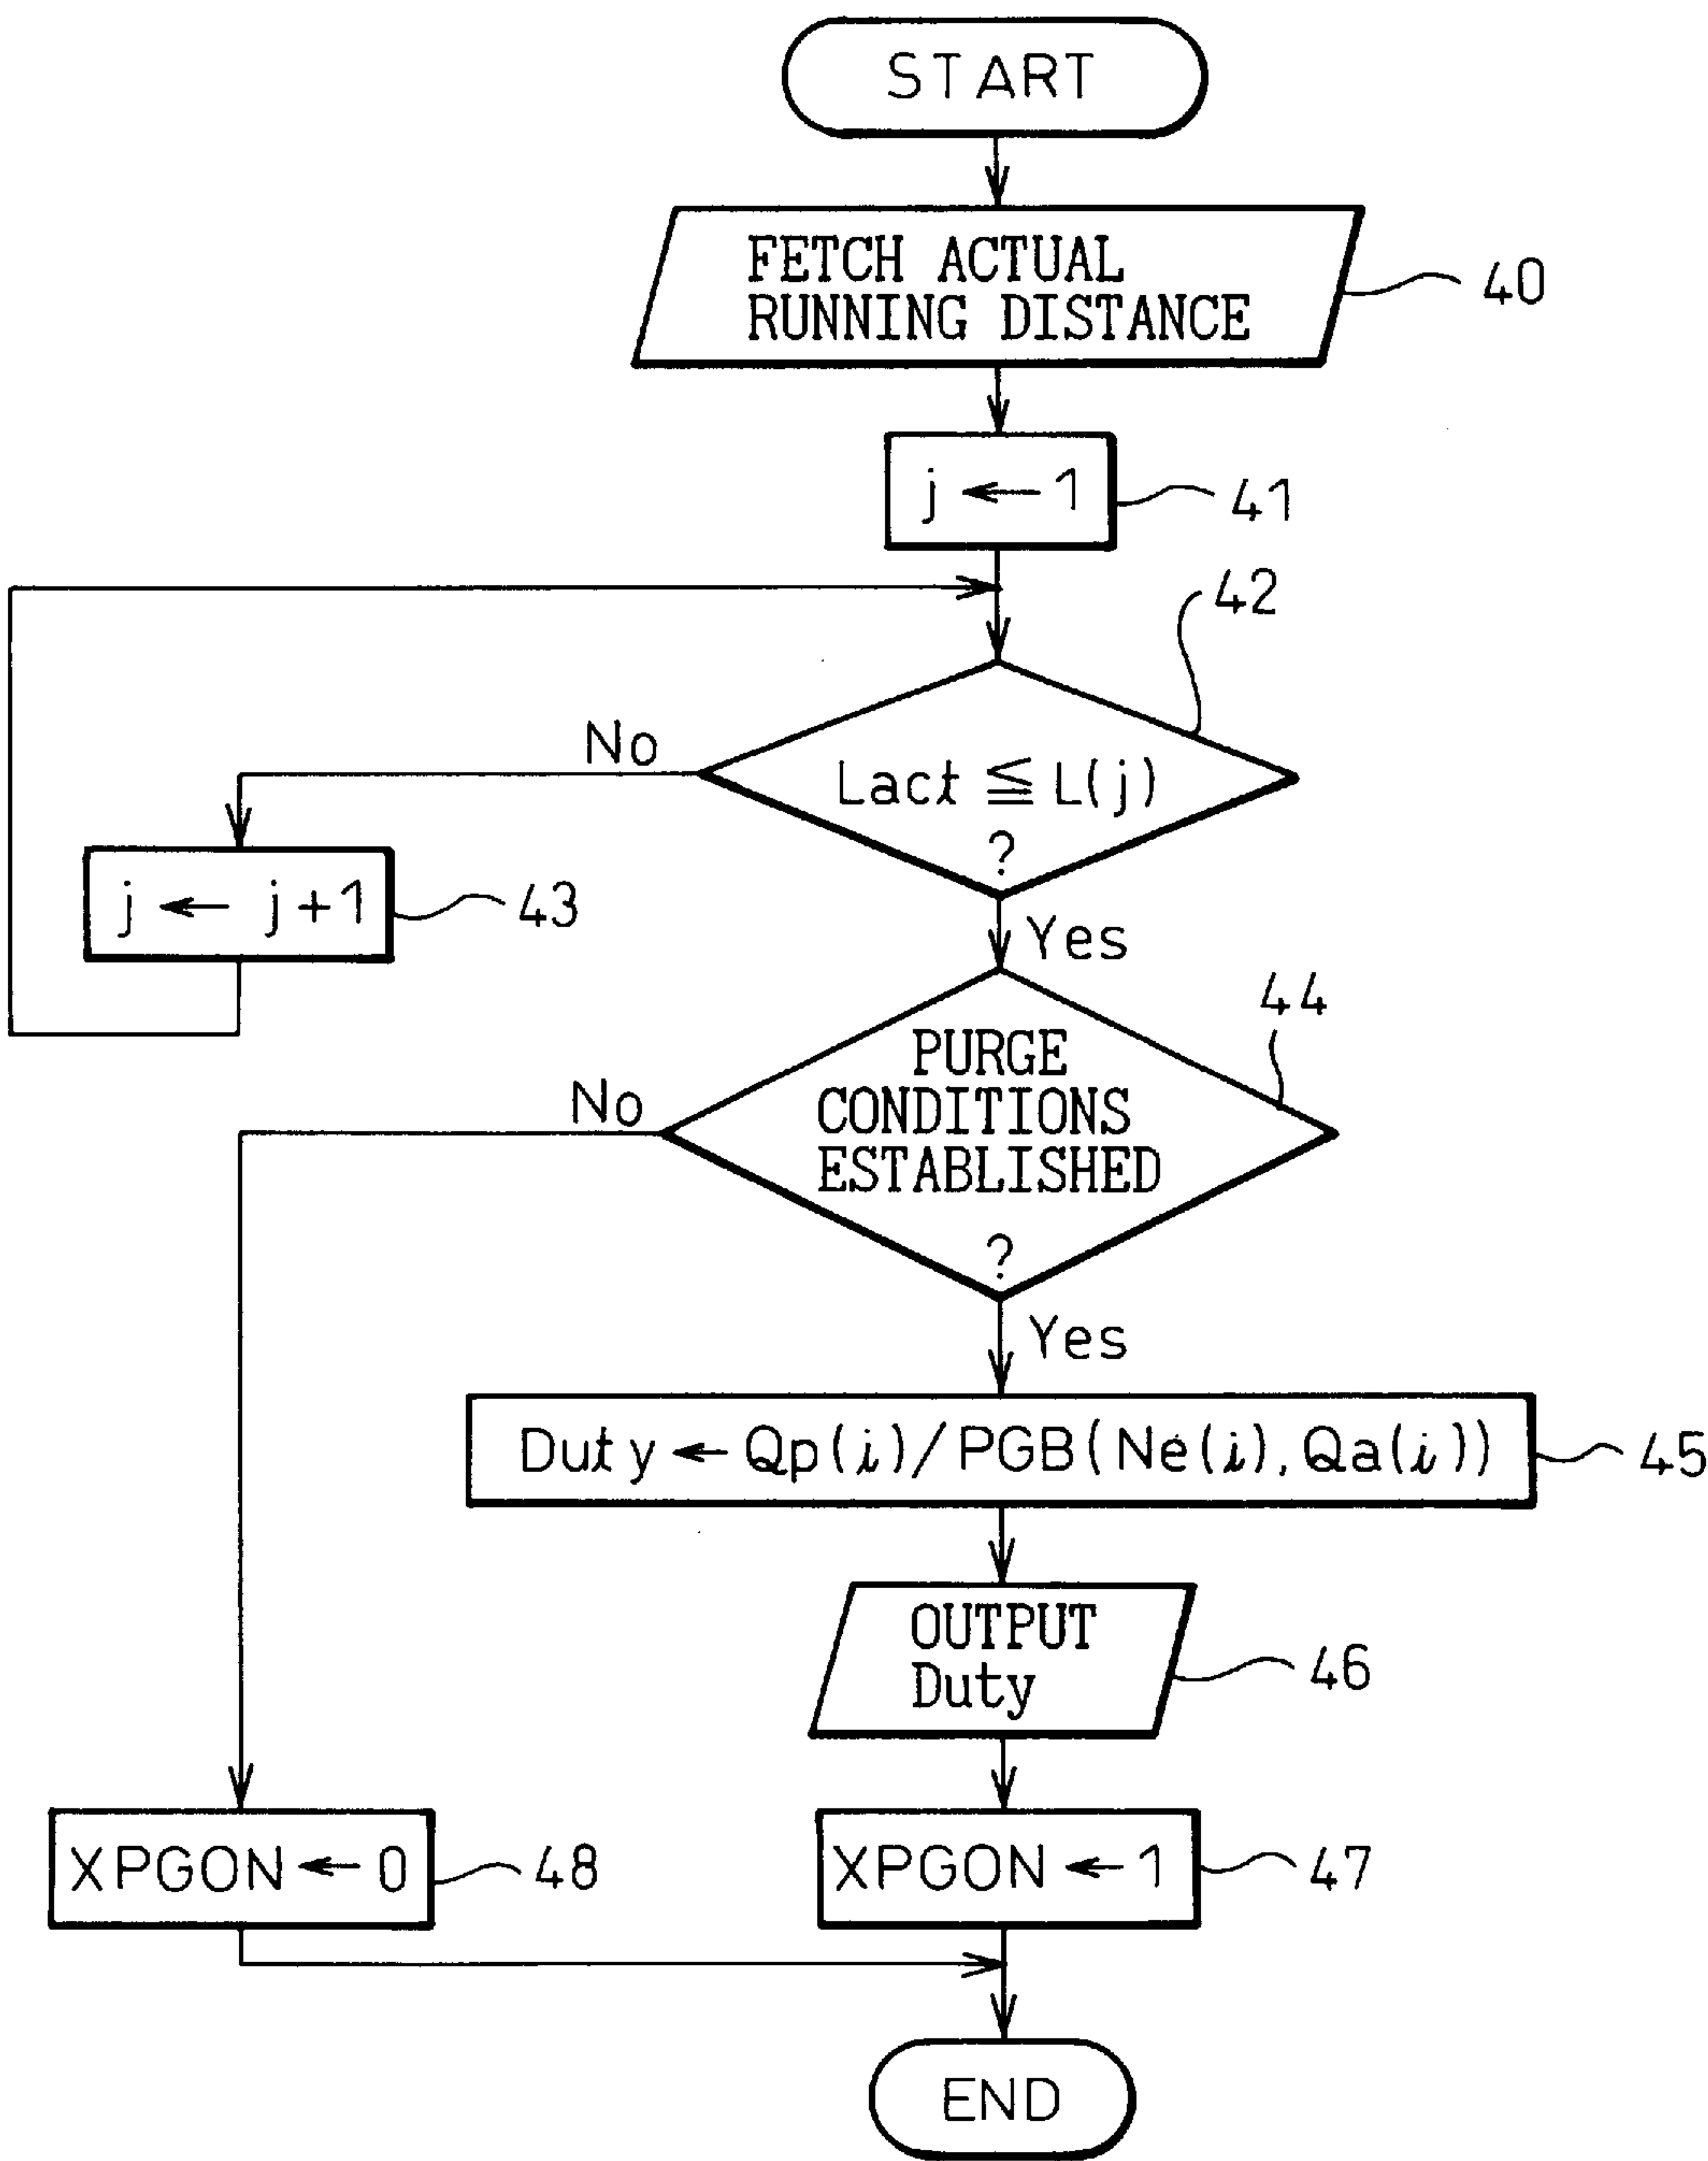 START
FETCH ACTUAL
RUNNING DISTANCE
40
j ← 1
41
42
No
Lact ≦ L(j)
?
j ← j+1
43
Yes
44
No
PURGE
CONDITIONS
ESTABLISHED
?
Yes
Duty ← Qp(i)/PGB(Ne(i), Qa(i))
45
OUTPUT
Duty
46
XPGON ← 0
48
XPGON ← 1
47
END